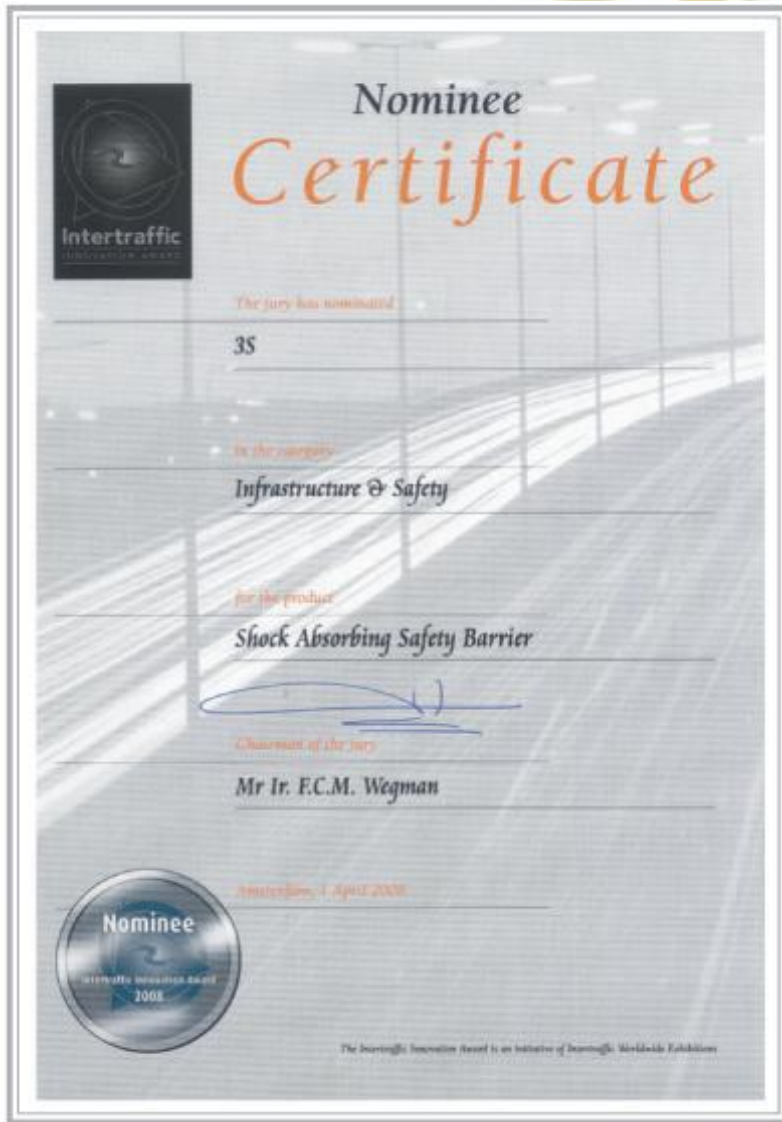 Nominee
Certificate
Intertraffic
innovation award
The jury has nominated
3S
in the category
Infrastructure & Safety
for the product
Shock Absorbing Safety Barrier
Chairman of the jury
Mr Ir. F.C.M. Wegman
Amsterdam, 1 April 2008
Nominee
Intertraffic Innovation Award
2008
The Intertraffic Innovation Award is an initiative of Intertraffic Worldwide Exhibitions